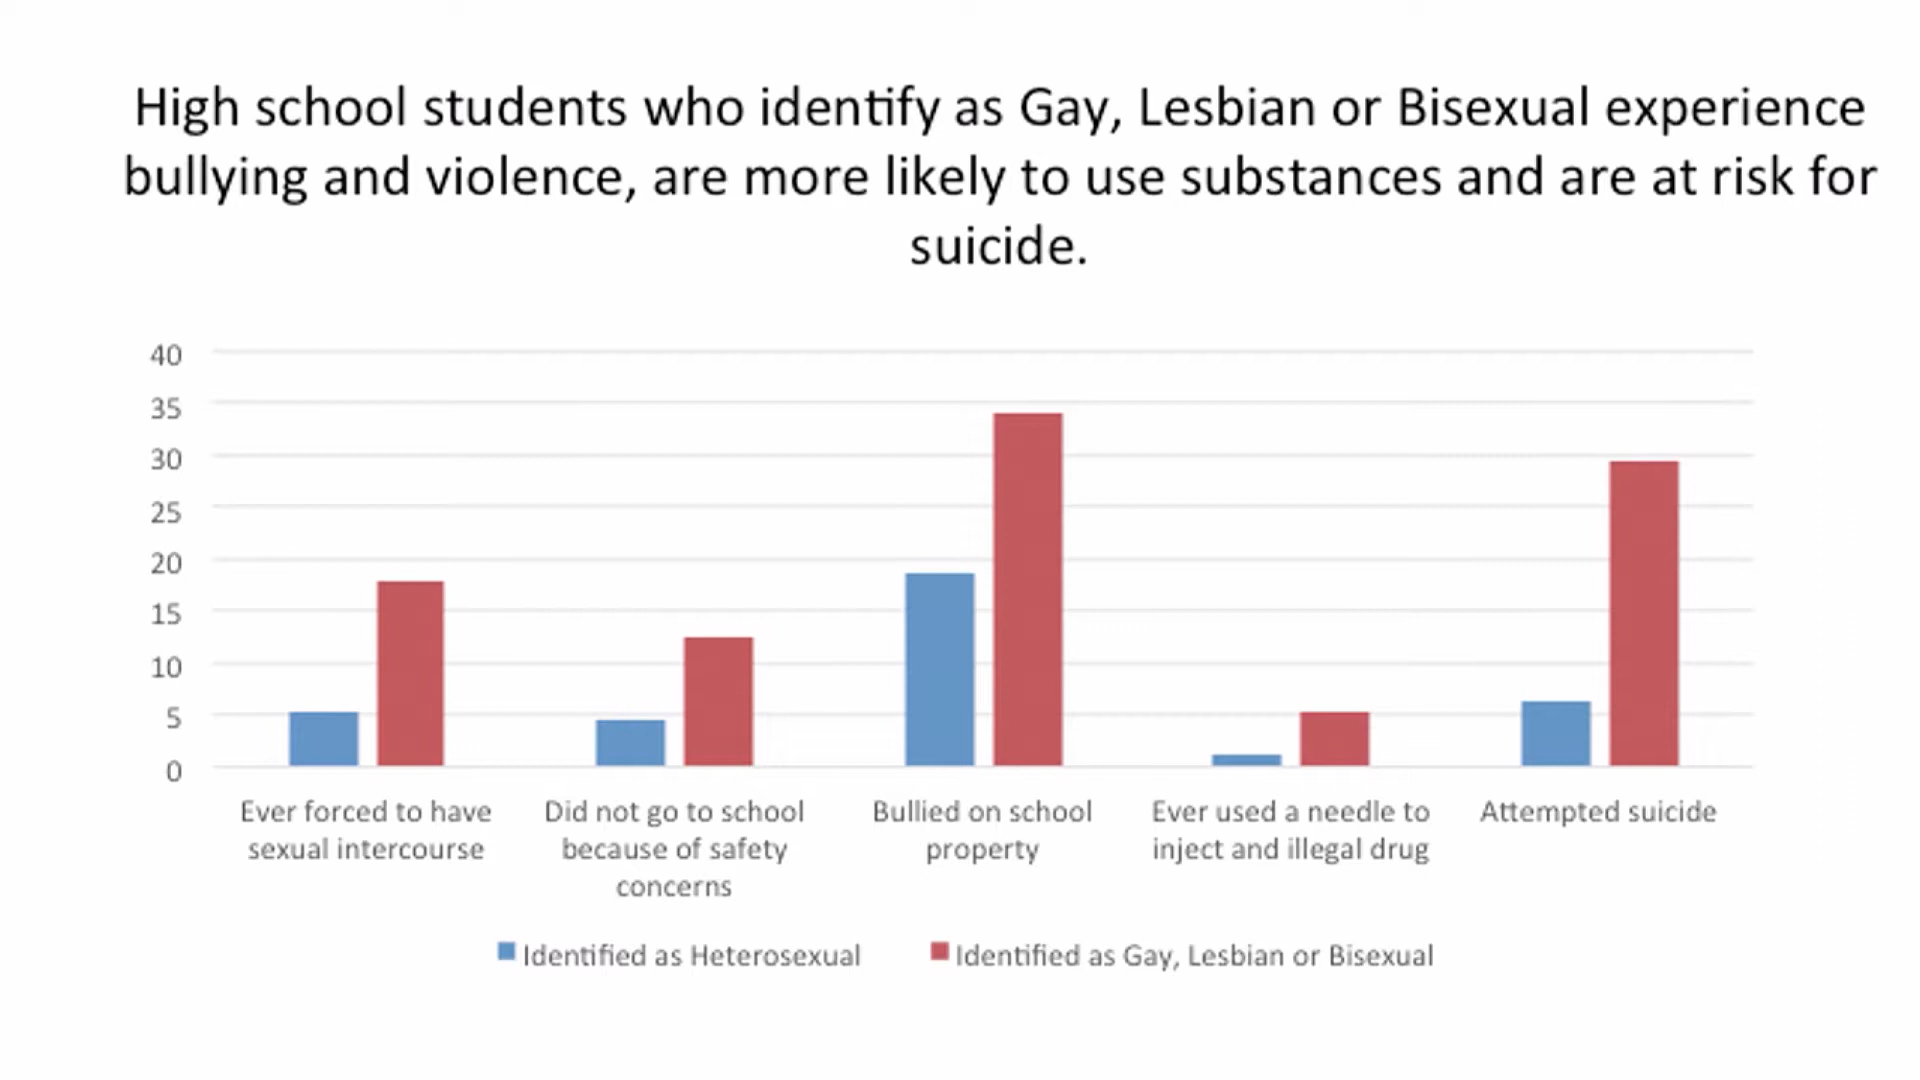 High school students who identify as Gay, Lesbian or Bisexual experience
bullying and violence, are more likely to use substances and are at risk for
suicide.
40
35
30
25
20
15
10
5
0
Ever forced to have
sexual intercourse
Did not go to school
because of safety
concerns
Bullied on school
property
Ever used a needle to
inject and illegal drug
Attempted suicide
Identified as Heterosexual
Identified as Gay, Lesbian or Bisexual